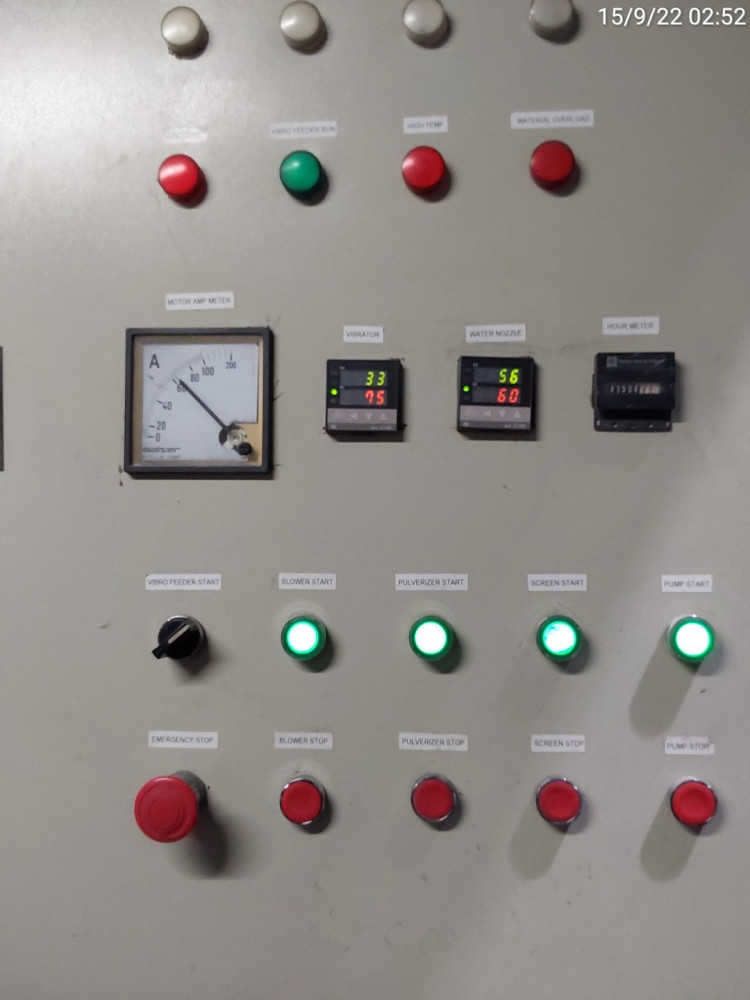 15/9/22 02:52
VIBRO FEEDER RUN
HIGH TEMP
MATERIAL OVERLOAD
MOTOR AMP METER
VIBRATOR
WATER NOZZLE
HOUR METER
A
0
20
40
60
80
100
200
33
75
56
60
VIBRO FEEDER START
BLOWER START
PULVERIZER START
SCREEN START
PUMP START
EMERGENCY STOP
BLOWER STOP
PULVERIZER STOP
SCREEN STOP
PUMP STOP